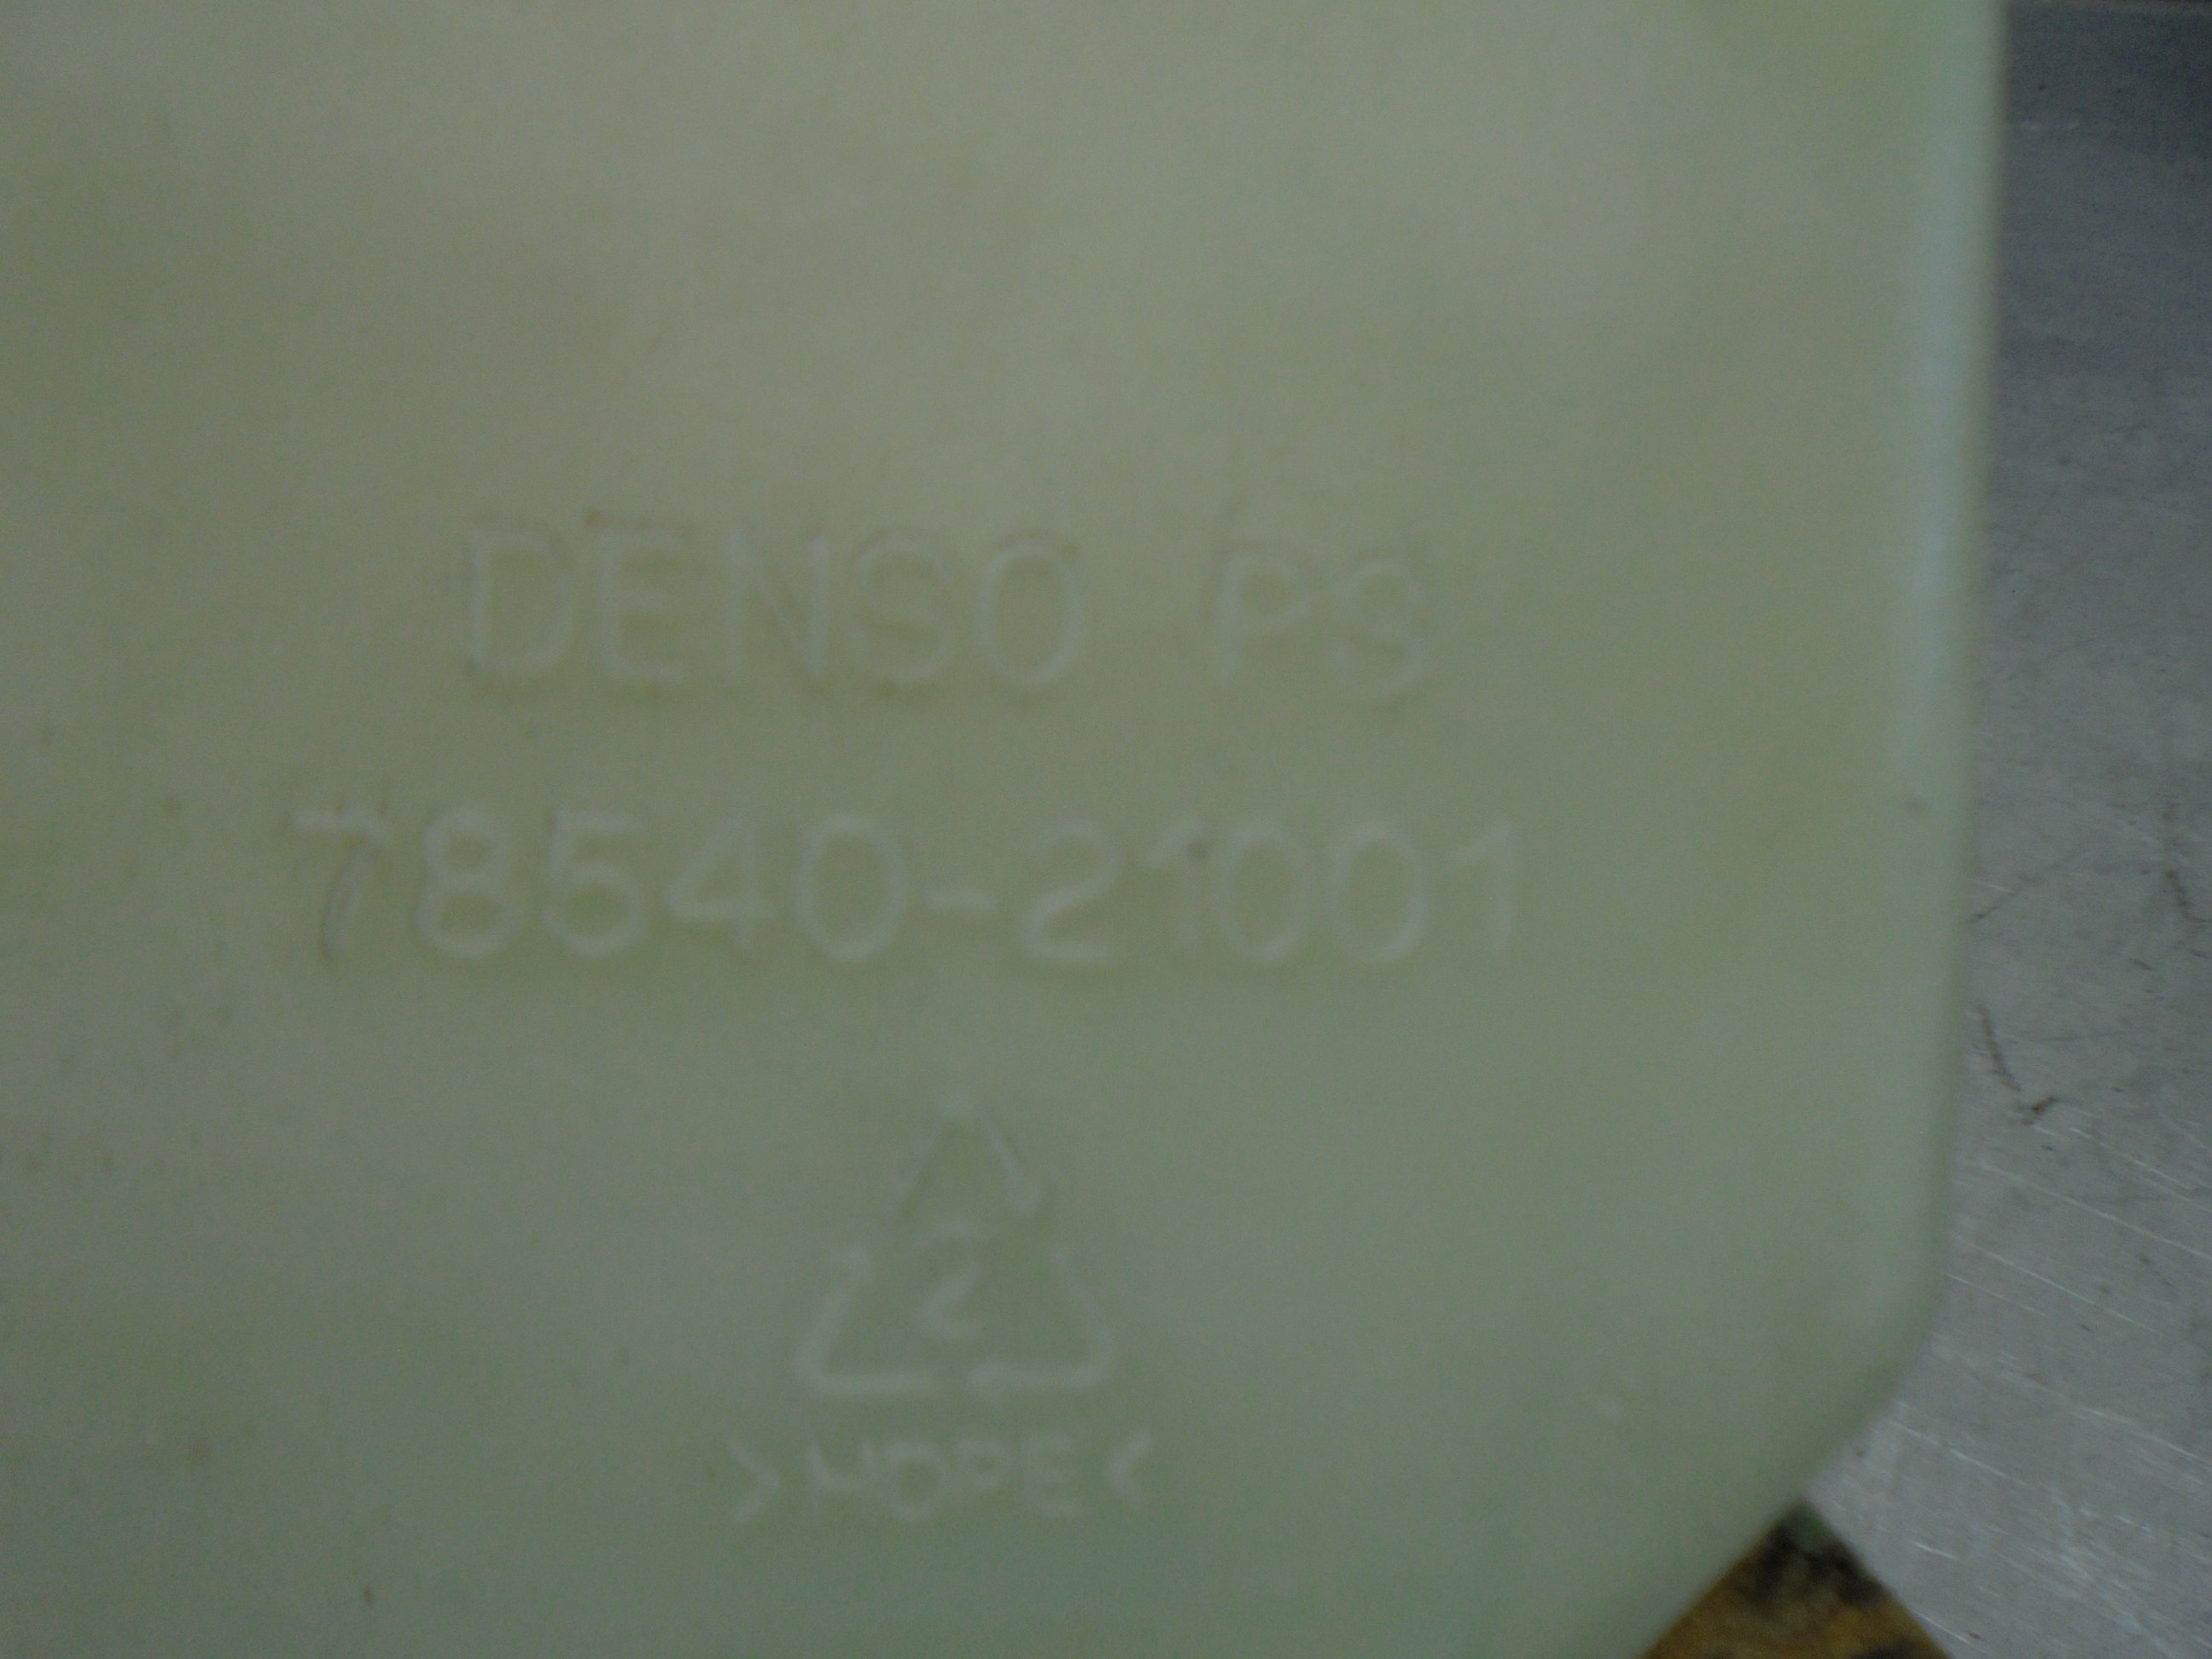 DENSO PS
78540-21001
2
>HDPE<